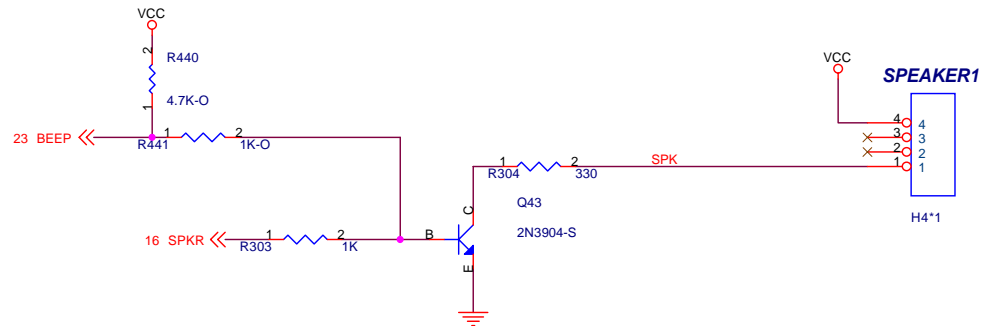 VCC
2
R440
4.7K-O
1
23 BEEP
1
R441
2
1K-O
VCC
SPEAKER1
4
4
3
3
2
2
1
1
H4*1
1
R304
2
330
SPK
Q43
2N3904-S
C
B
E
16 SPKR
1
R303
2
1K